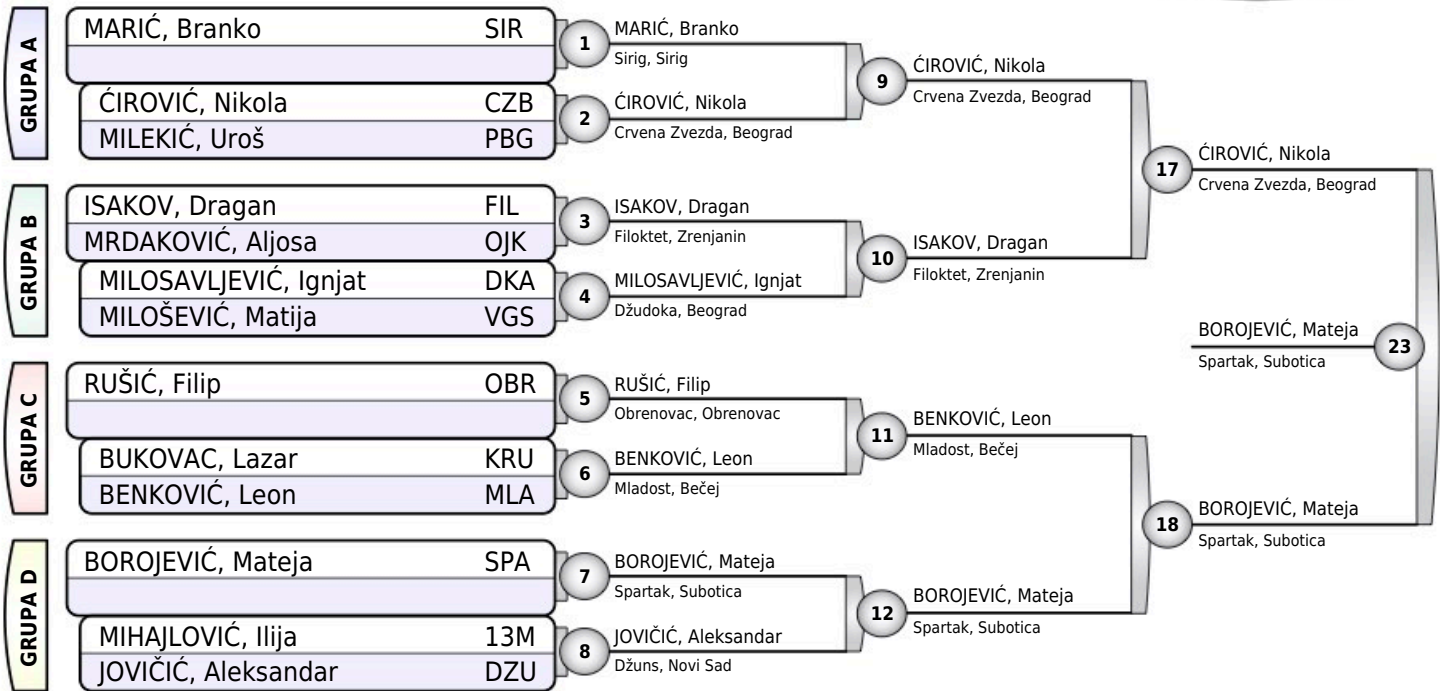 GRUPA A
MARIĆ, Branko SIR
ĆIROVIĆ, Nikola CZB
MILEKIĆ, Uroš PBG
GRUPA B
ISAKOV, Dragan FIL
MRDAKOVIĆ, Aljosa OJK
MILOSAVLJEVIĆ, Ignjat DKA
MILOŠEVIĆ, Matija VGS
GRUPA C
RUŠIĆ, Filip OBR
BUKOVAC, Lazar KRU
BENKOVIĆ, Leon MLA
GRUPA D
BOROJEVIĆ, Mateja SPA
MIHAJLOVIĆ, Ilija 13M
JOVIČIĆ, Aleksandar DZU
1
MARIĆ, Branko
Sirig, Sirig
2
ĆIROVIĆ, Nikola
Crvena Zvezda, Beograd
3
ISAKOV, Dragan
Filoktet, Zrenjanin
4
MILOSAVLJEVIĆ, Ignjat
Džudoka, Beograd
5
RUŠIĆ, Filip
Obrenovac, Obrenovac
6
BENKOVIĆ, Leon
Mladost, Bečej
7
BOROJEVIĆ, Mateja
Spartak, Subotica
8
JOVIČIĆ, Aleksandar
Džuns, Novi Sad
9
ĆIROVIĆ, Nikola
Crvena Zvezda, Beograd
10
ISAKOV, Dragan
Filoktet, Zrenjanin
11
BENKOVIĆ, Leon
Mladost, Bečej
12
BOROJEVIĆ, Mateja
Spartak, Subotica
17
ĆIROVIĆ, Nikola
Crvena Zvezda, Beograd
18
BOROJEVIĆ, Mateja
Spartak, Subotica
BOROJEVIĆ, Mateja
Spartak, Subotica
23